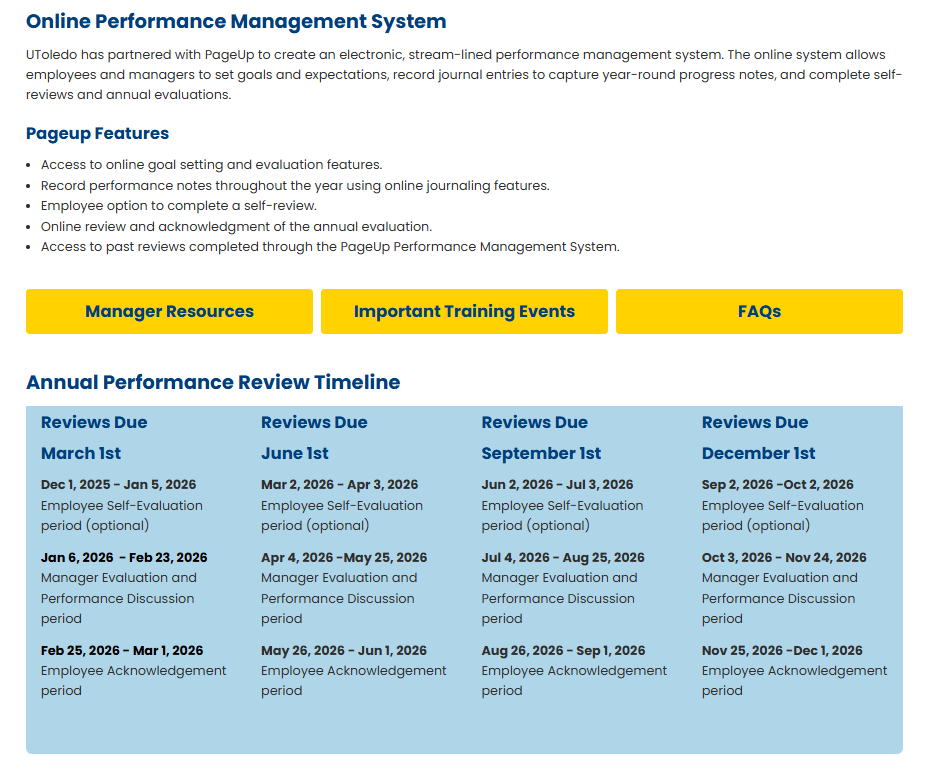 Online Performance Management System
UToledo has partnered with PageUp to create an electronic, stream-lined performance management system. The online system allows
employees and managers to set goals and expectations, record journal entries to capture year-round progress notes, and complete self-
reviews and annual evaluations.
Pageup Features
• Access to online goal setting and evaluation features.
• Record performance notes throughout the year using online journaling features.
• Employee option to complete a self-review.
• Online review and acknowledgment of the annual evaluation.
• Access to past reviews completed through the PageUp Performance Management System.
Manager Resources
Important Training Events
FAQs
Annual Performance Review Timeline
Reviews Due
March 1st
Dec 1, 2025 - Jan 5, 2026
Employee Self-Evaluation
period (optional)
Jan 6, 2026 - Feb 23, 2026
Manager Evaluation and
Performance Discussion
period
Feb 25, 2026 - Mar 1, 2026
Employee Acknowledgement
period
Reviews Due
June 1st
Mar 2, 2026 - Apr 3, 2026
Employee Self-Evaluation
period (optional)
Apr 4, 2026 -May 25, 2026
Manager Evaluation and
Performance Discussion
period
May 26, 2026 - Jun 1, 2026
Employee Acknowledgement
period
Reviews Due
September 1st
Jun 2, 2026 - Jul 3, 2026
Employee Self-Evaluation
period (optional)
Jul 4, 2026 - Aug 25, 2026
Manager Evaluation and
Performance Discussion
period
Aug 26, 2026 - Sep 1, 2026
Employee Acknowledgement
period
Reviews Due
December 1st
Sep 2, 2026 -Oct 2, 2026
Employee Self-Evaluation
period (optional)
Oct 3, 2026 - Nov 24, 2026
Manager Evaluation and
Performance Discussion
period
Nov 25, 2026 -Dec 1, 2026
Employee Acknowledgement
period